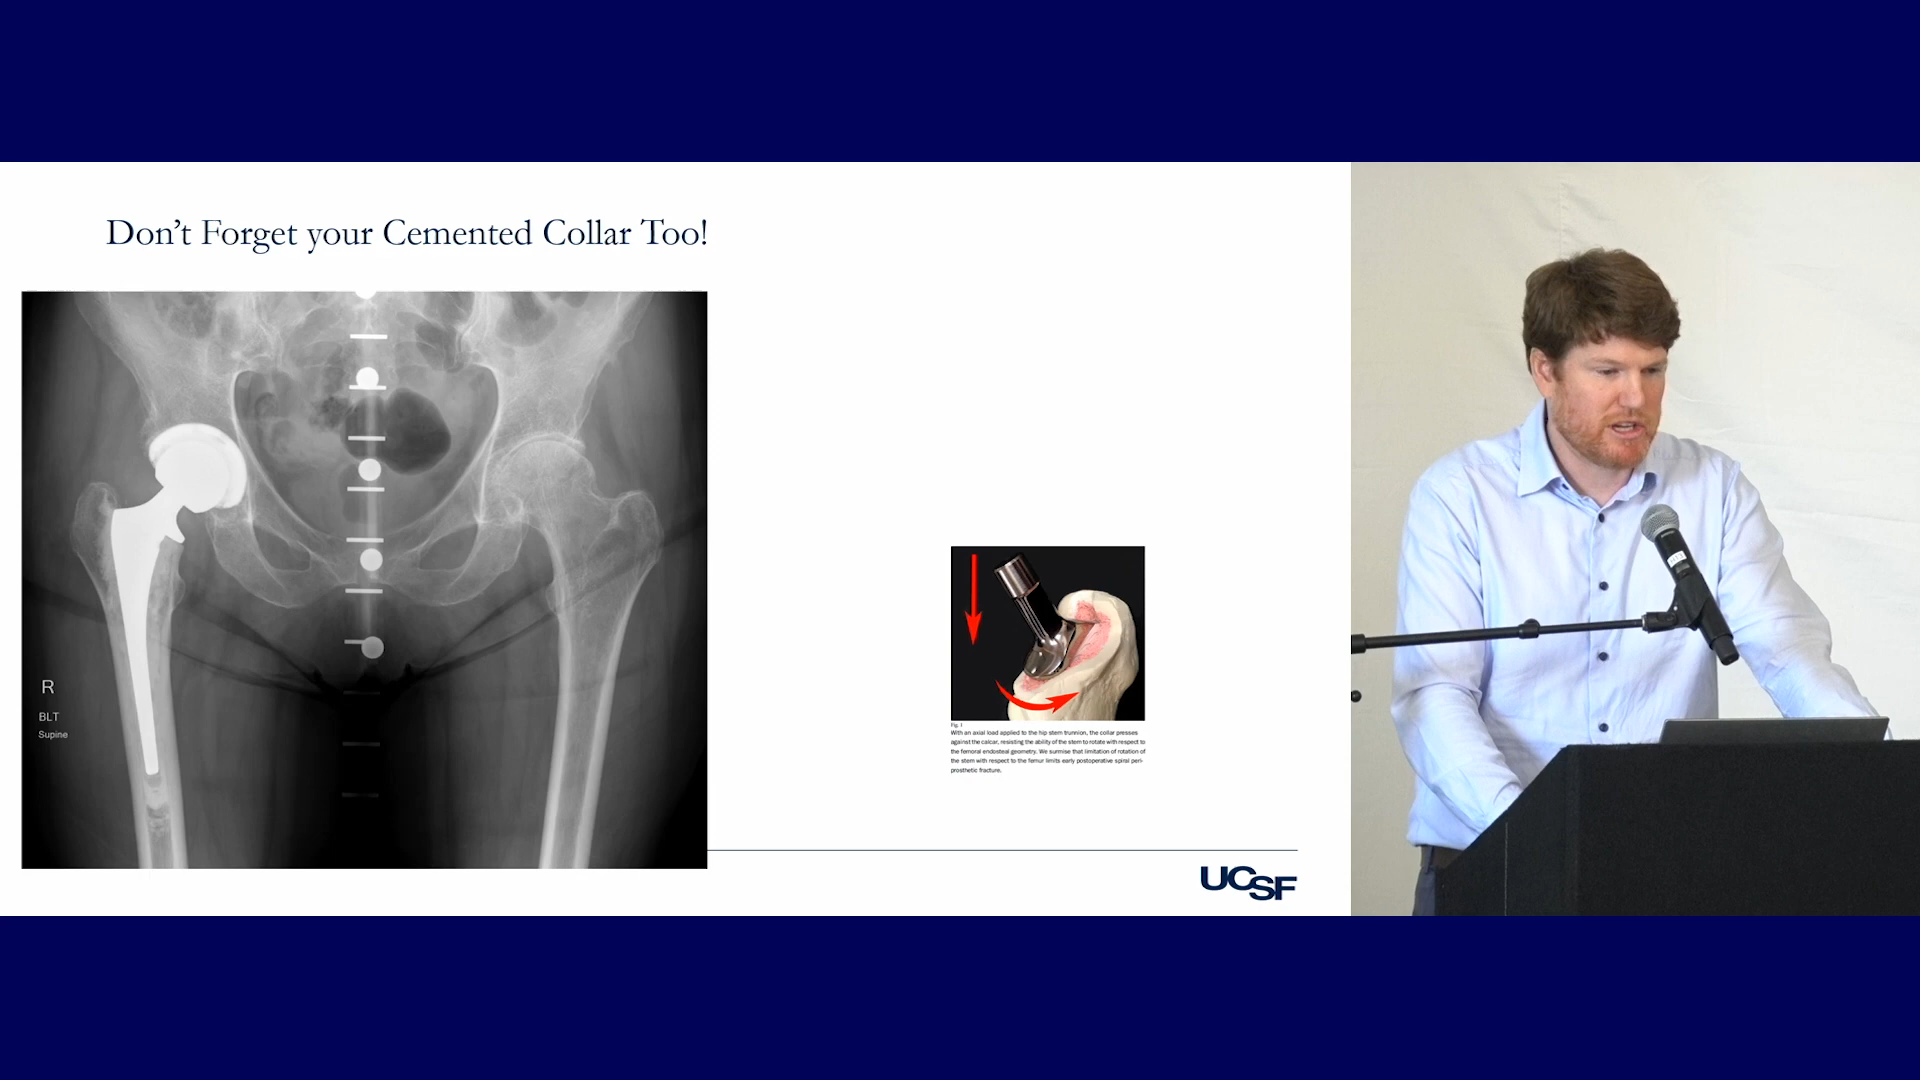 Don't Forget your Cemented Collar Too!
R
BLT
Supine
Fig. 1
With an axial load applied to the hip stem trunnion, the collar presses
against the calcar, resisting the ability of the stem to rotate with respect to
the femoral endosteal geometry. We surmise that limitation of rotation of
the stem with respect to the femur limits early postoperative spiral peri-
prosthetic fracture.
UCSF